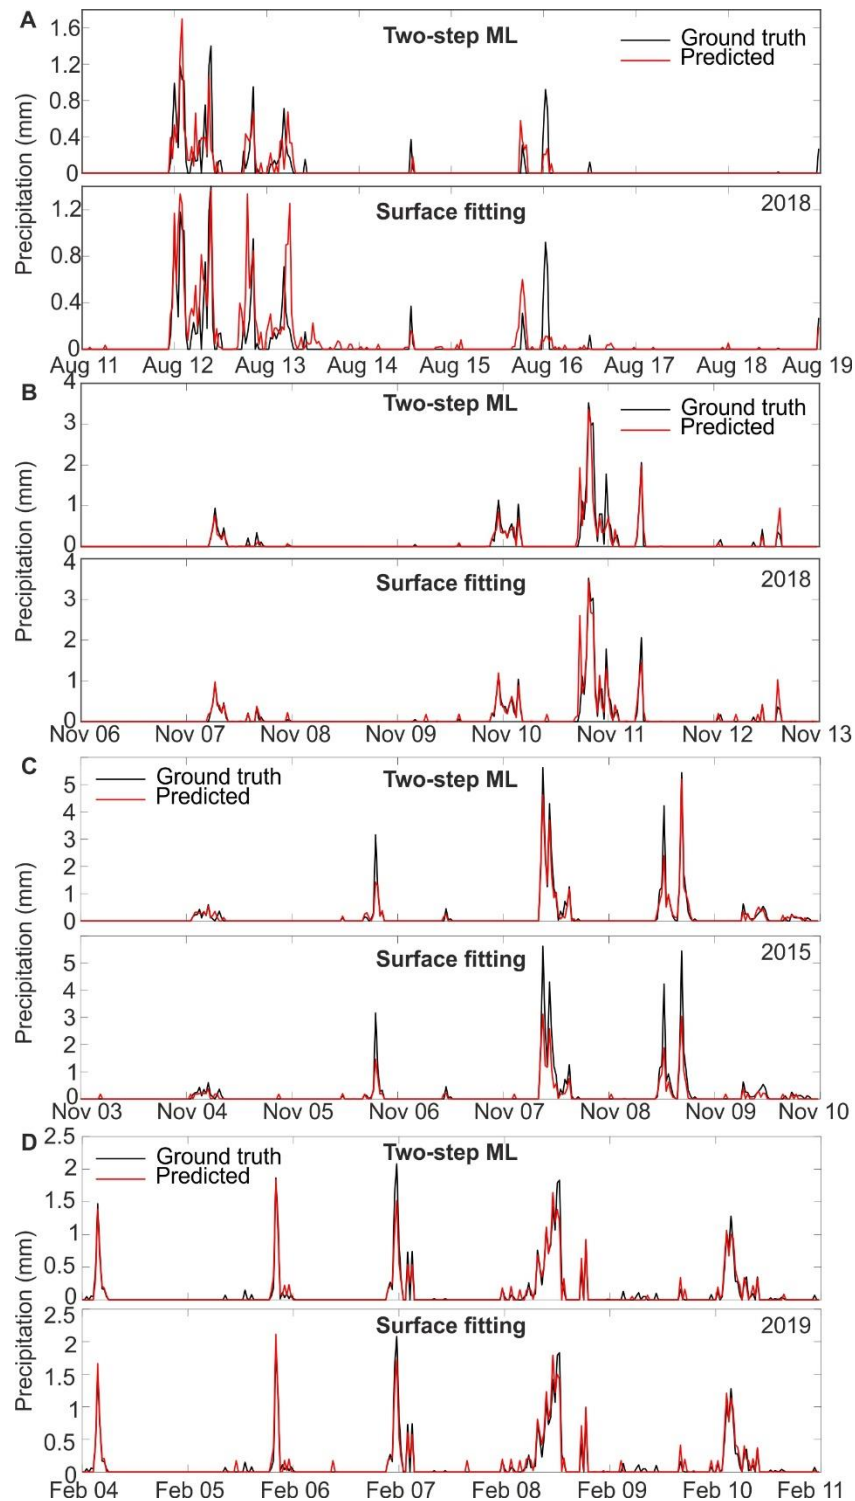 A
Two-step ML
Ground truth
Predicted
1.6
1.2
0.8
0.4
0
Precipitation (mm)
Surface fitting
2018
1.2
0.8
0.4
0
Aug 11 Aug 12 Aug 13 Aug 14 Aug 15 Aug 16 Aug 17 Aug 18 Aug 19
B
Two-step ML
Ground truth
Predicted
4
3
2
1
0
Precipitation (mm)
Surface fitting
2018
4
3
2
1
0
Nov 06 Nov 07 Nov 08 Nov 09 Nov 10 Nov 11 Nov 12 Nov 13
C
Ground truth
Predicted
Two-step ML
5
4
3
2
1
0
Precipitation (mm)
Surface fitting
2015
5
4
3
2
1
0
Nov 03 Nov 04 Nov 05 Nov 06 Nov 07 Nov 08 Nov 09 Nov 10
D
Ground truth
Predicted
Two-step ML
2.5
2
1.5
1
0.5
0
Precipitation (mm)
Surface fitting
2019
2.5
2
1.5
1
0.5
0
Feb 04 Feb 05 Feb 06 Feb 07 Feb 08 Feb 09 Feb 10 Feb 11